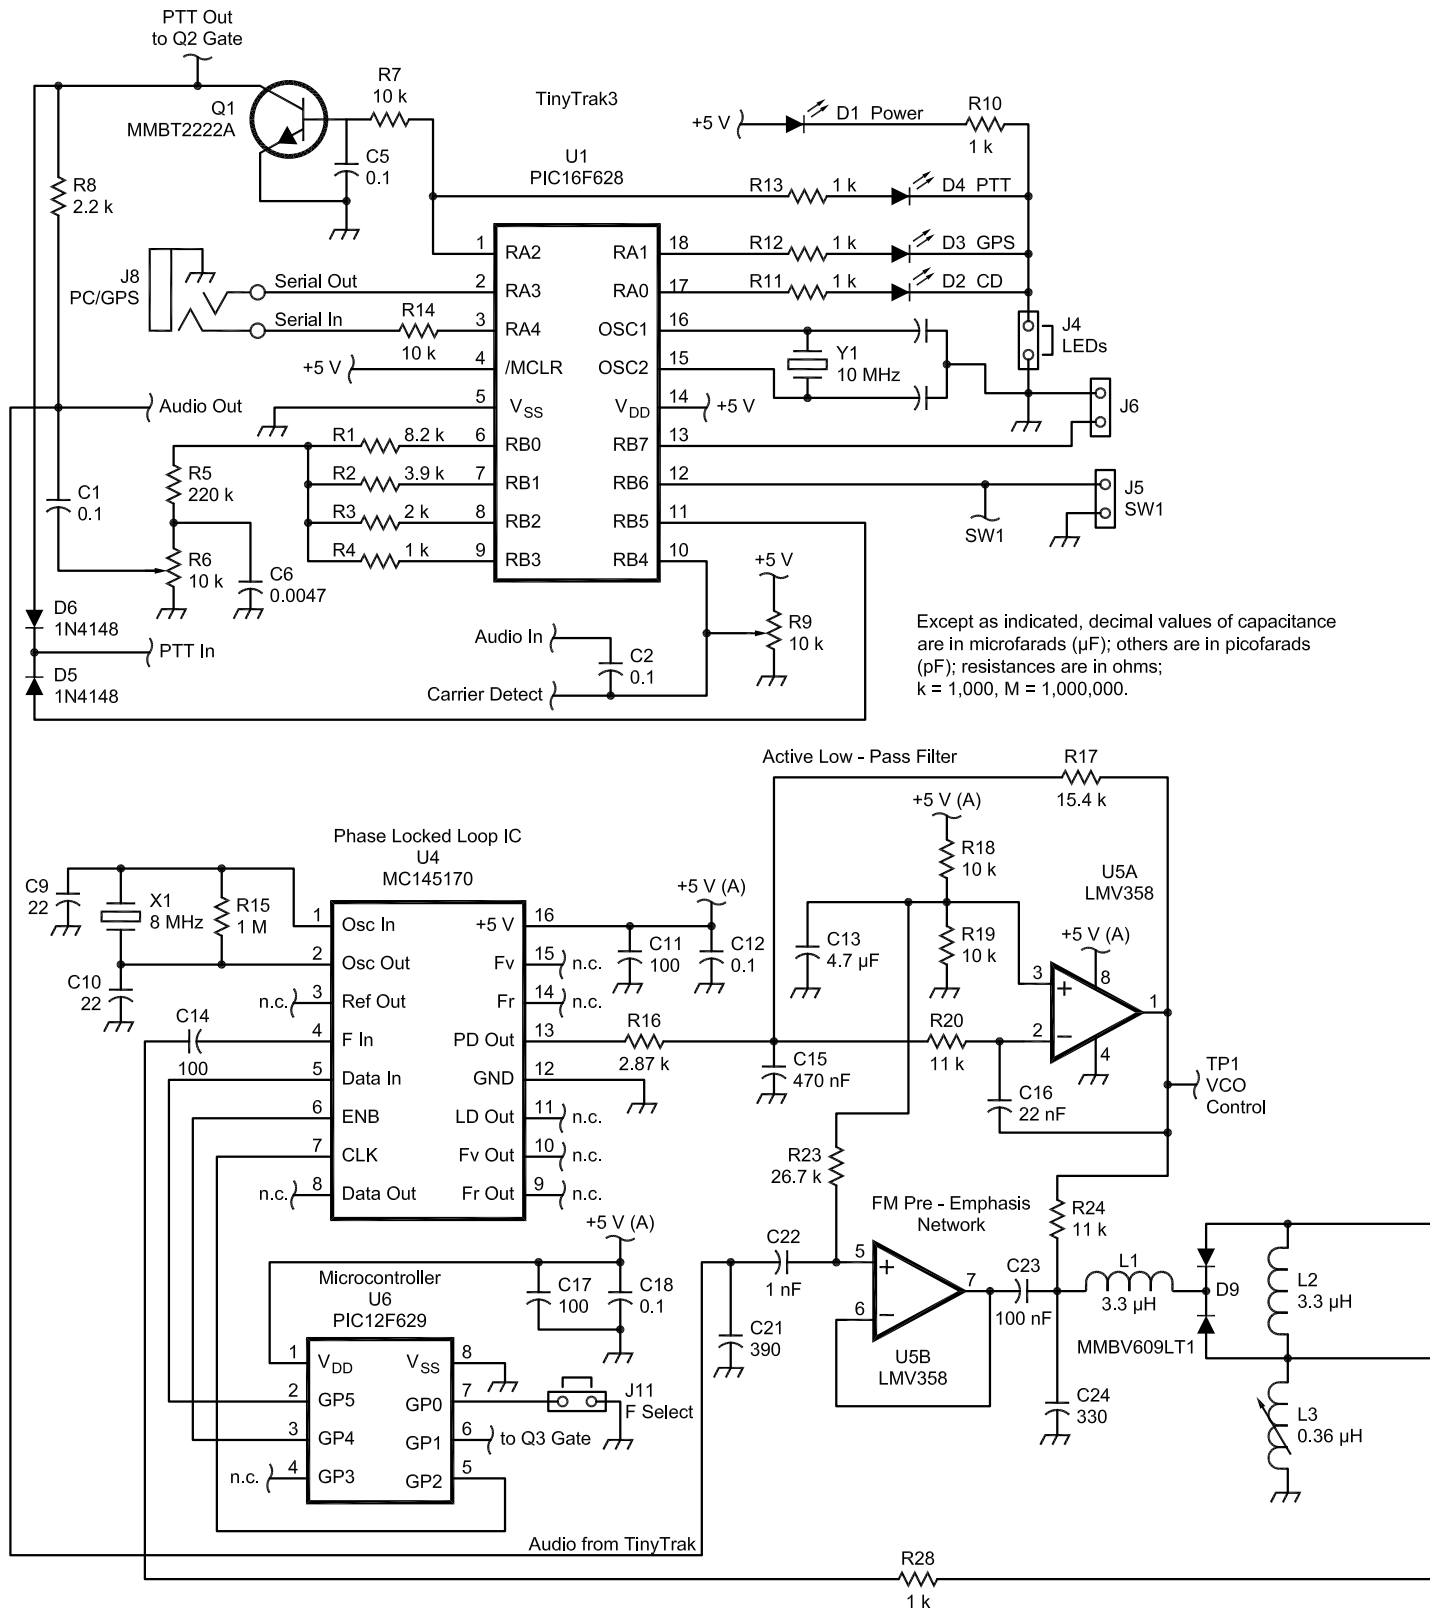 PTT Out
to Q2 Gate
R7
10 k
Q1
MMBT2222A
TinyTrak3
+5 V
D1 Power
R10
1 k
C5
0.1
U1
PIC16F628
R8
2.2 k
R13
1 k
D4 PTT
1
RA2
RA1
18
R12
1 k
D3 GPS
J8
PC/GPS
Serial Out
2
RA3
RA0
17
R11
1 k
D2 CD
Serial In
R14
10 k
3
RA4
OSC1
16
J4
LEDs
+5 V
4
/MCLR
OSC2
15
Y1
10 MHz
Audio Out
5
VSS
VDD
14
+5 V
J6
R1
8.2 k
6
RB0
RB7
13
R5
220 k
R2
3.9 k
7
RB1
RB6
12
J5
SW1
C1
0.1
R3
2 k
8
RB2
RB5
11
SW1
R6
10 k
R4
1 k
9
RB3
RB4
10
+5 V
C6
0.0047
D6
1N4148
R9
10 k
PTT In
Audio In
C2
0.1
D5
1N4148
Carrier Detect
Except as indicated, decimal values of capacitance
are in microfarads (µF); others are in picofarads
(pF); resistances are in ohms;
k = 1,000, M = 1,000,000.
Active Low - Pass Filter
R17
15.4 k
+5 V (A)
Phase Locked Loop IC
U4
MC145170
R18
10 k
U5A
LMV358
C9
22
X1
8 MHz
R15
1 M
+5 V (A)
1
Osc In
+5 V
16
C11
100
C12
0.1
C13
4.7 µF
R19
10 k
+5 V (A)
2
Osc Out
Fv
15
n.c.
3
+
8
C10
22
n.c.
3
Ref Out
Fr
14
n.c.
1
C14
100
4
F In
PD Out
13
R16
2.87 k
R20
11 k
2
−
4
5
Data In
GND
12
C15
470 nF
TP1
VCO
Control
6
ENB
LD Out
11
n.c.
C16
22 nF
7
CLK
Fv Out
10
n.c.
R23
26.7 k
n.c.
8
Data Out
Fr Out
9
n.c.
FM Pre - Emphasis
Network
R24
11 k
+5 V (A)
C22
1 nF
5
+
7
C23
100 nF
L1
3.3 µH
D9
L2
3.3 µH
Microcontroller
U6
PIC12F629
C17
100
C18
0.1
6
−
MMBV609LT1
C21
390
U5B
LMV358
1
VDD
VSS
8
2
GP5
GP0
7
J11
F Select
C24
330
L3
0.36 µH
3
GP4
GP1
6
to Q3 Gate
n.c.
4
GP3
GP2
5
Audio from TinyTrak
R28
1 k